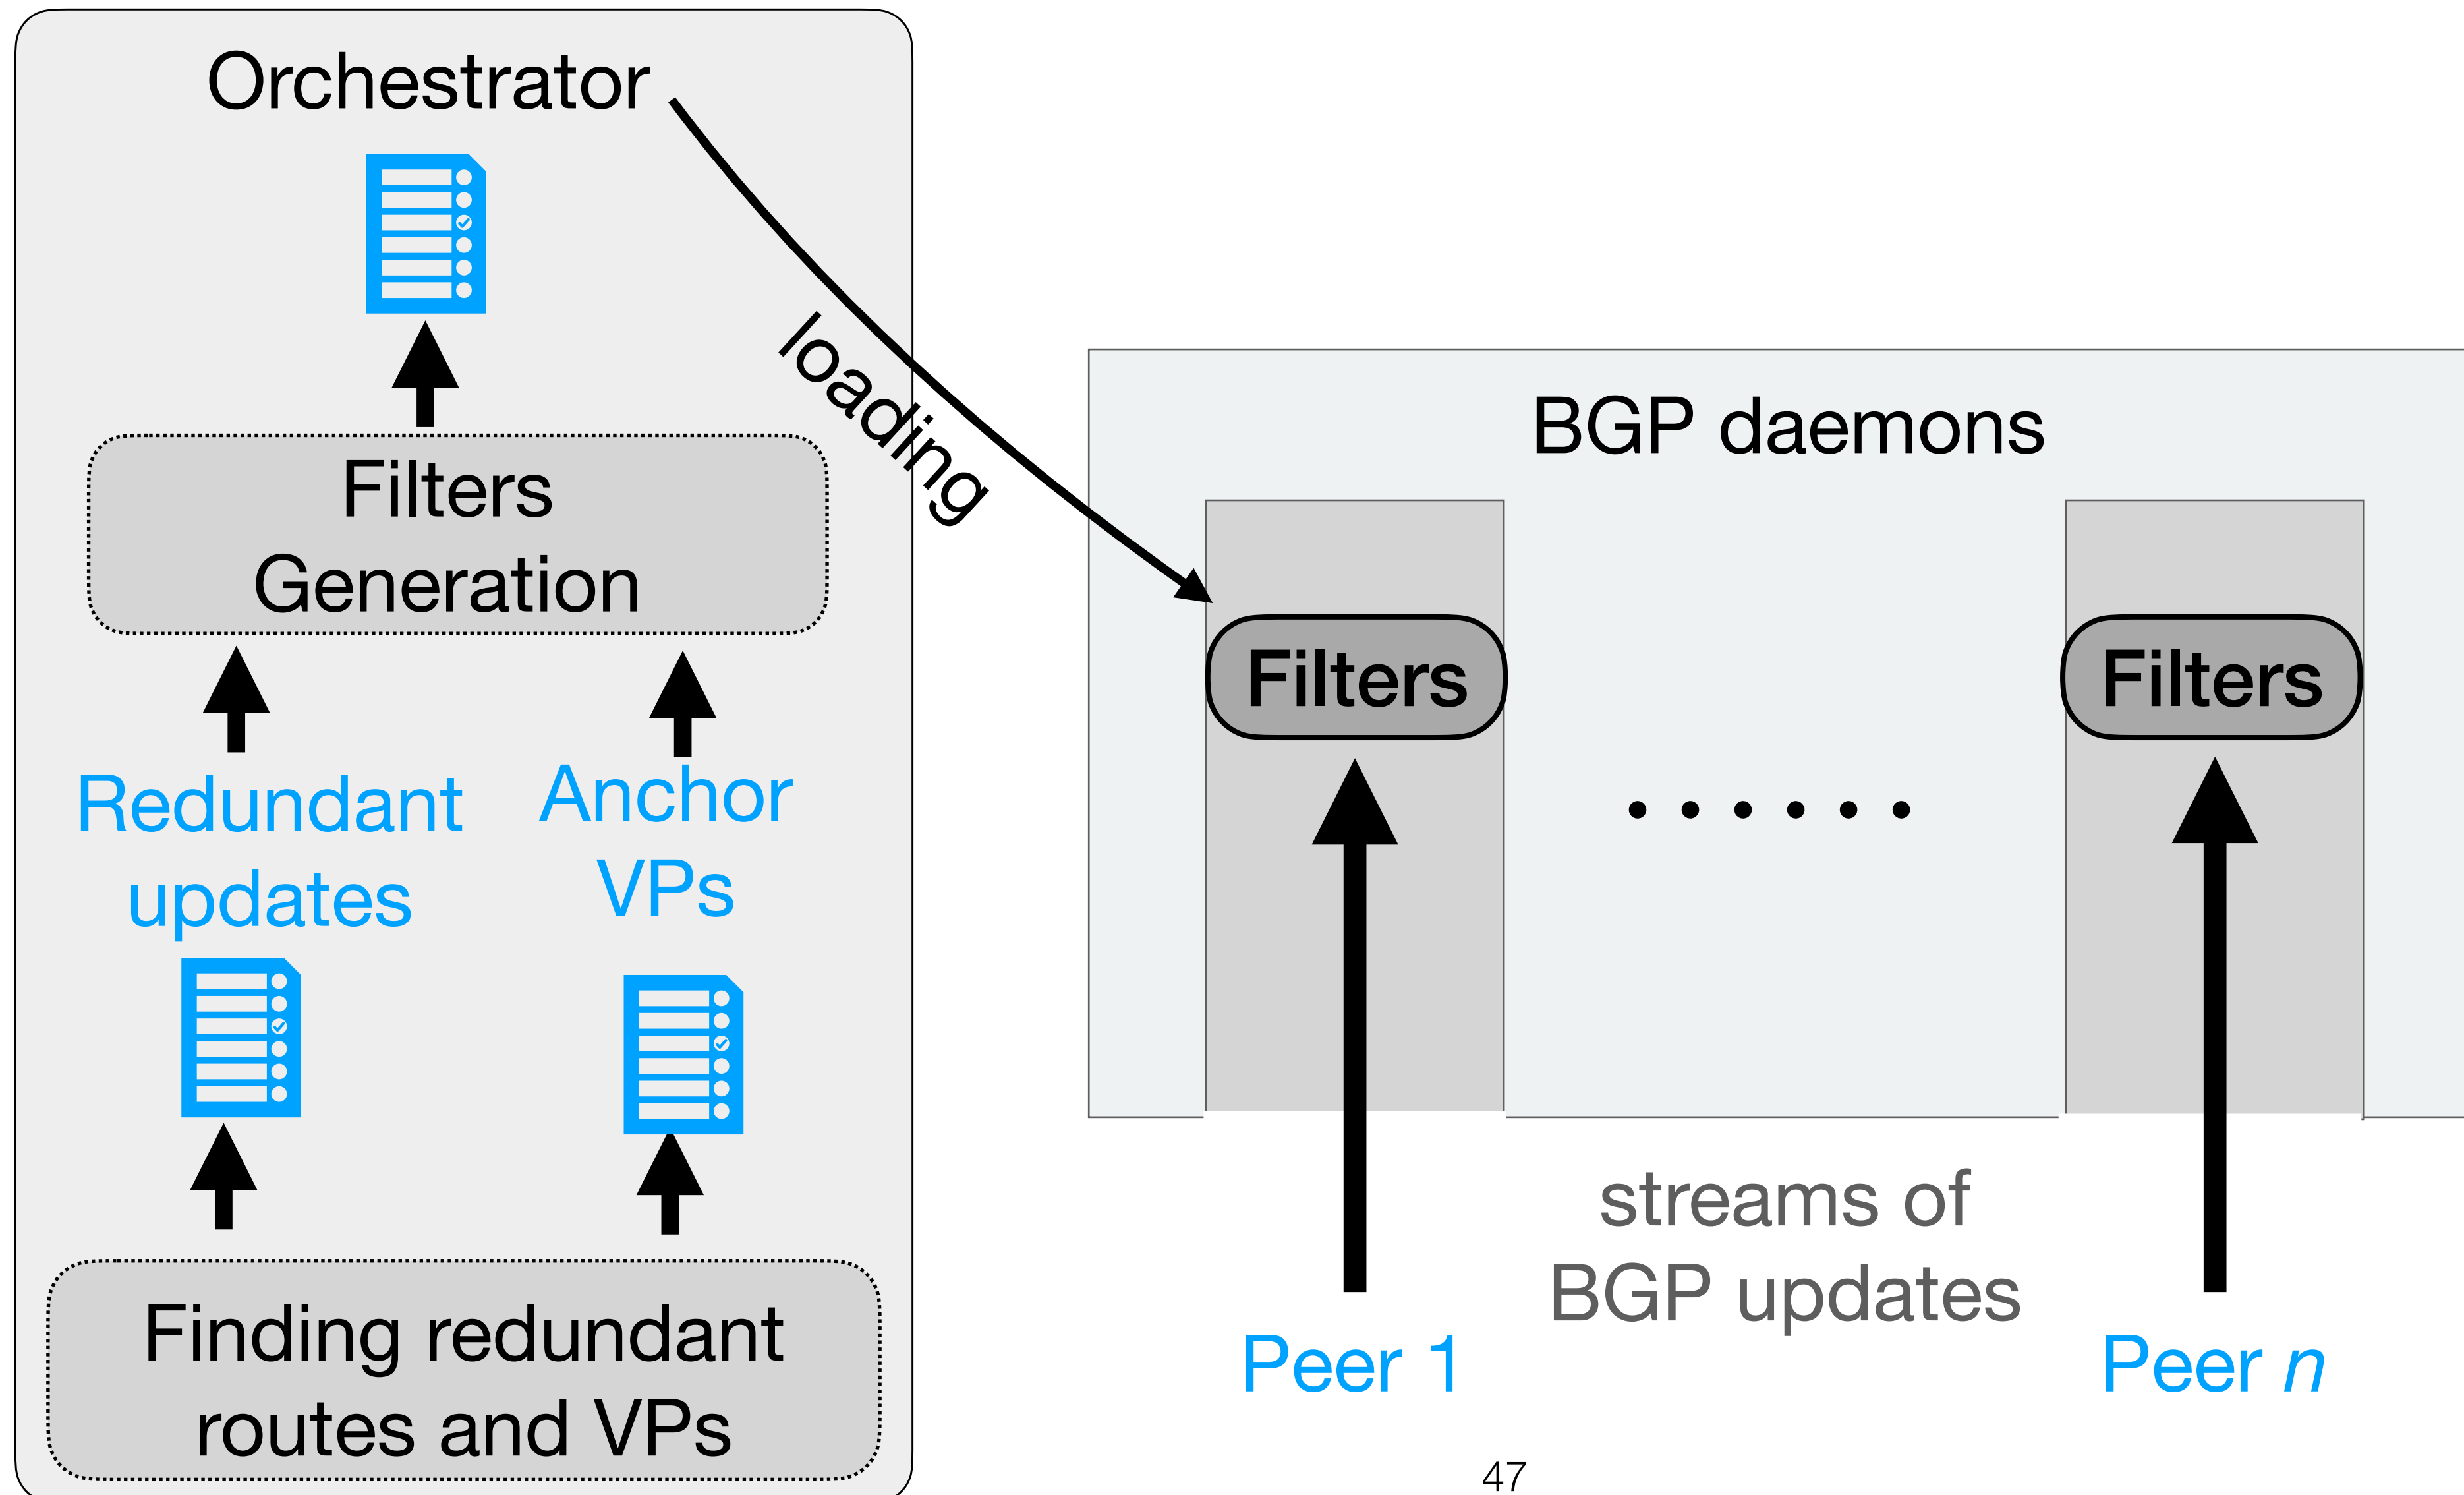 Orchestrator
loading
Filters
Generation
Redundant
updates
Anchor
VPs
Finding redundant
routes and VPs
BGP daemons
Filters
Filters
streams of
BGP updates
Peer 1
Peer n
47